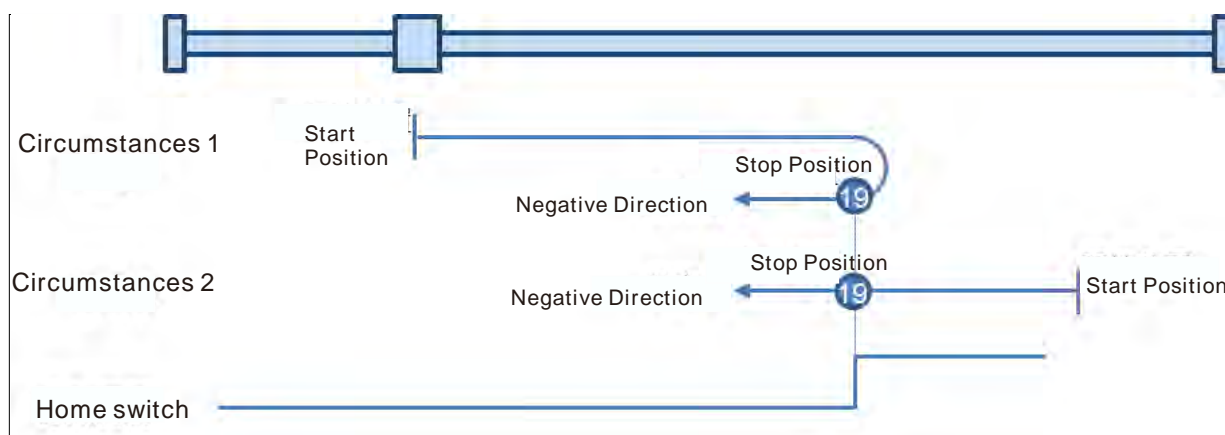 Circumstances 1
Start
Position
Stop Position
19
Negative Direction
Circumstances 2
Stop Position
19
Negative Direction
Start Position
Home switch